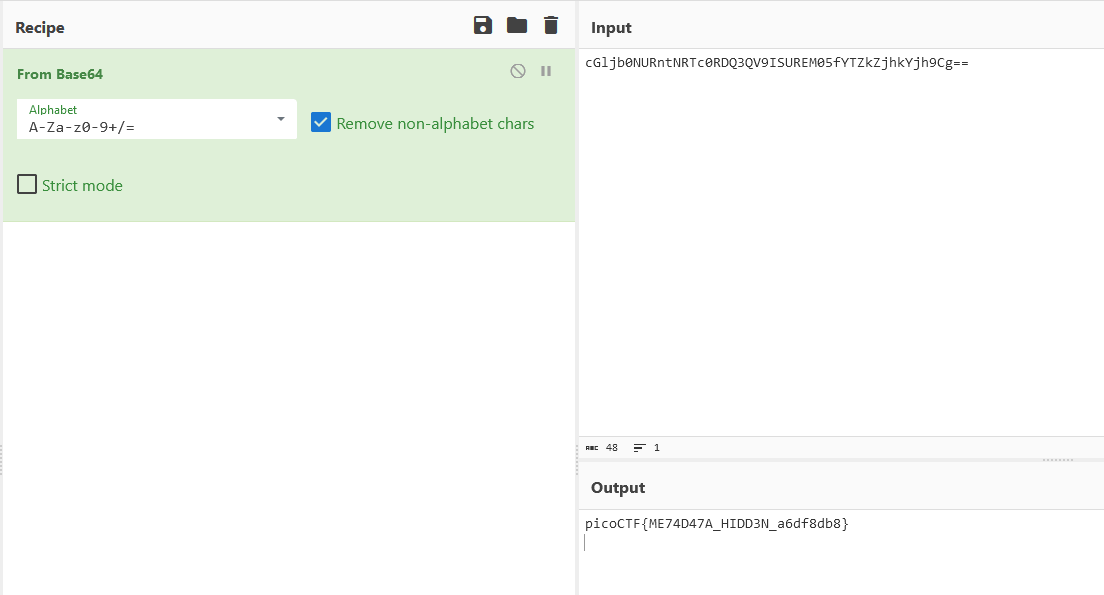 Recipe
From Base64
Alphabet
A-Za-z0-9+/=
Remove non-alphabet chars
Strict mode
Input
cGljb0NURntNRTc0RDQ3QV9ISUREM05fYTZkZjhkYjh9Cg==
ABC 48 1
Output
picoCTF{ME74D47A_HIDD3N_a6df8db8}